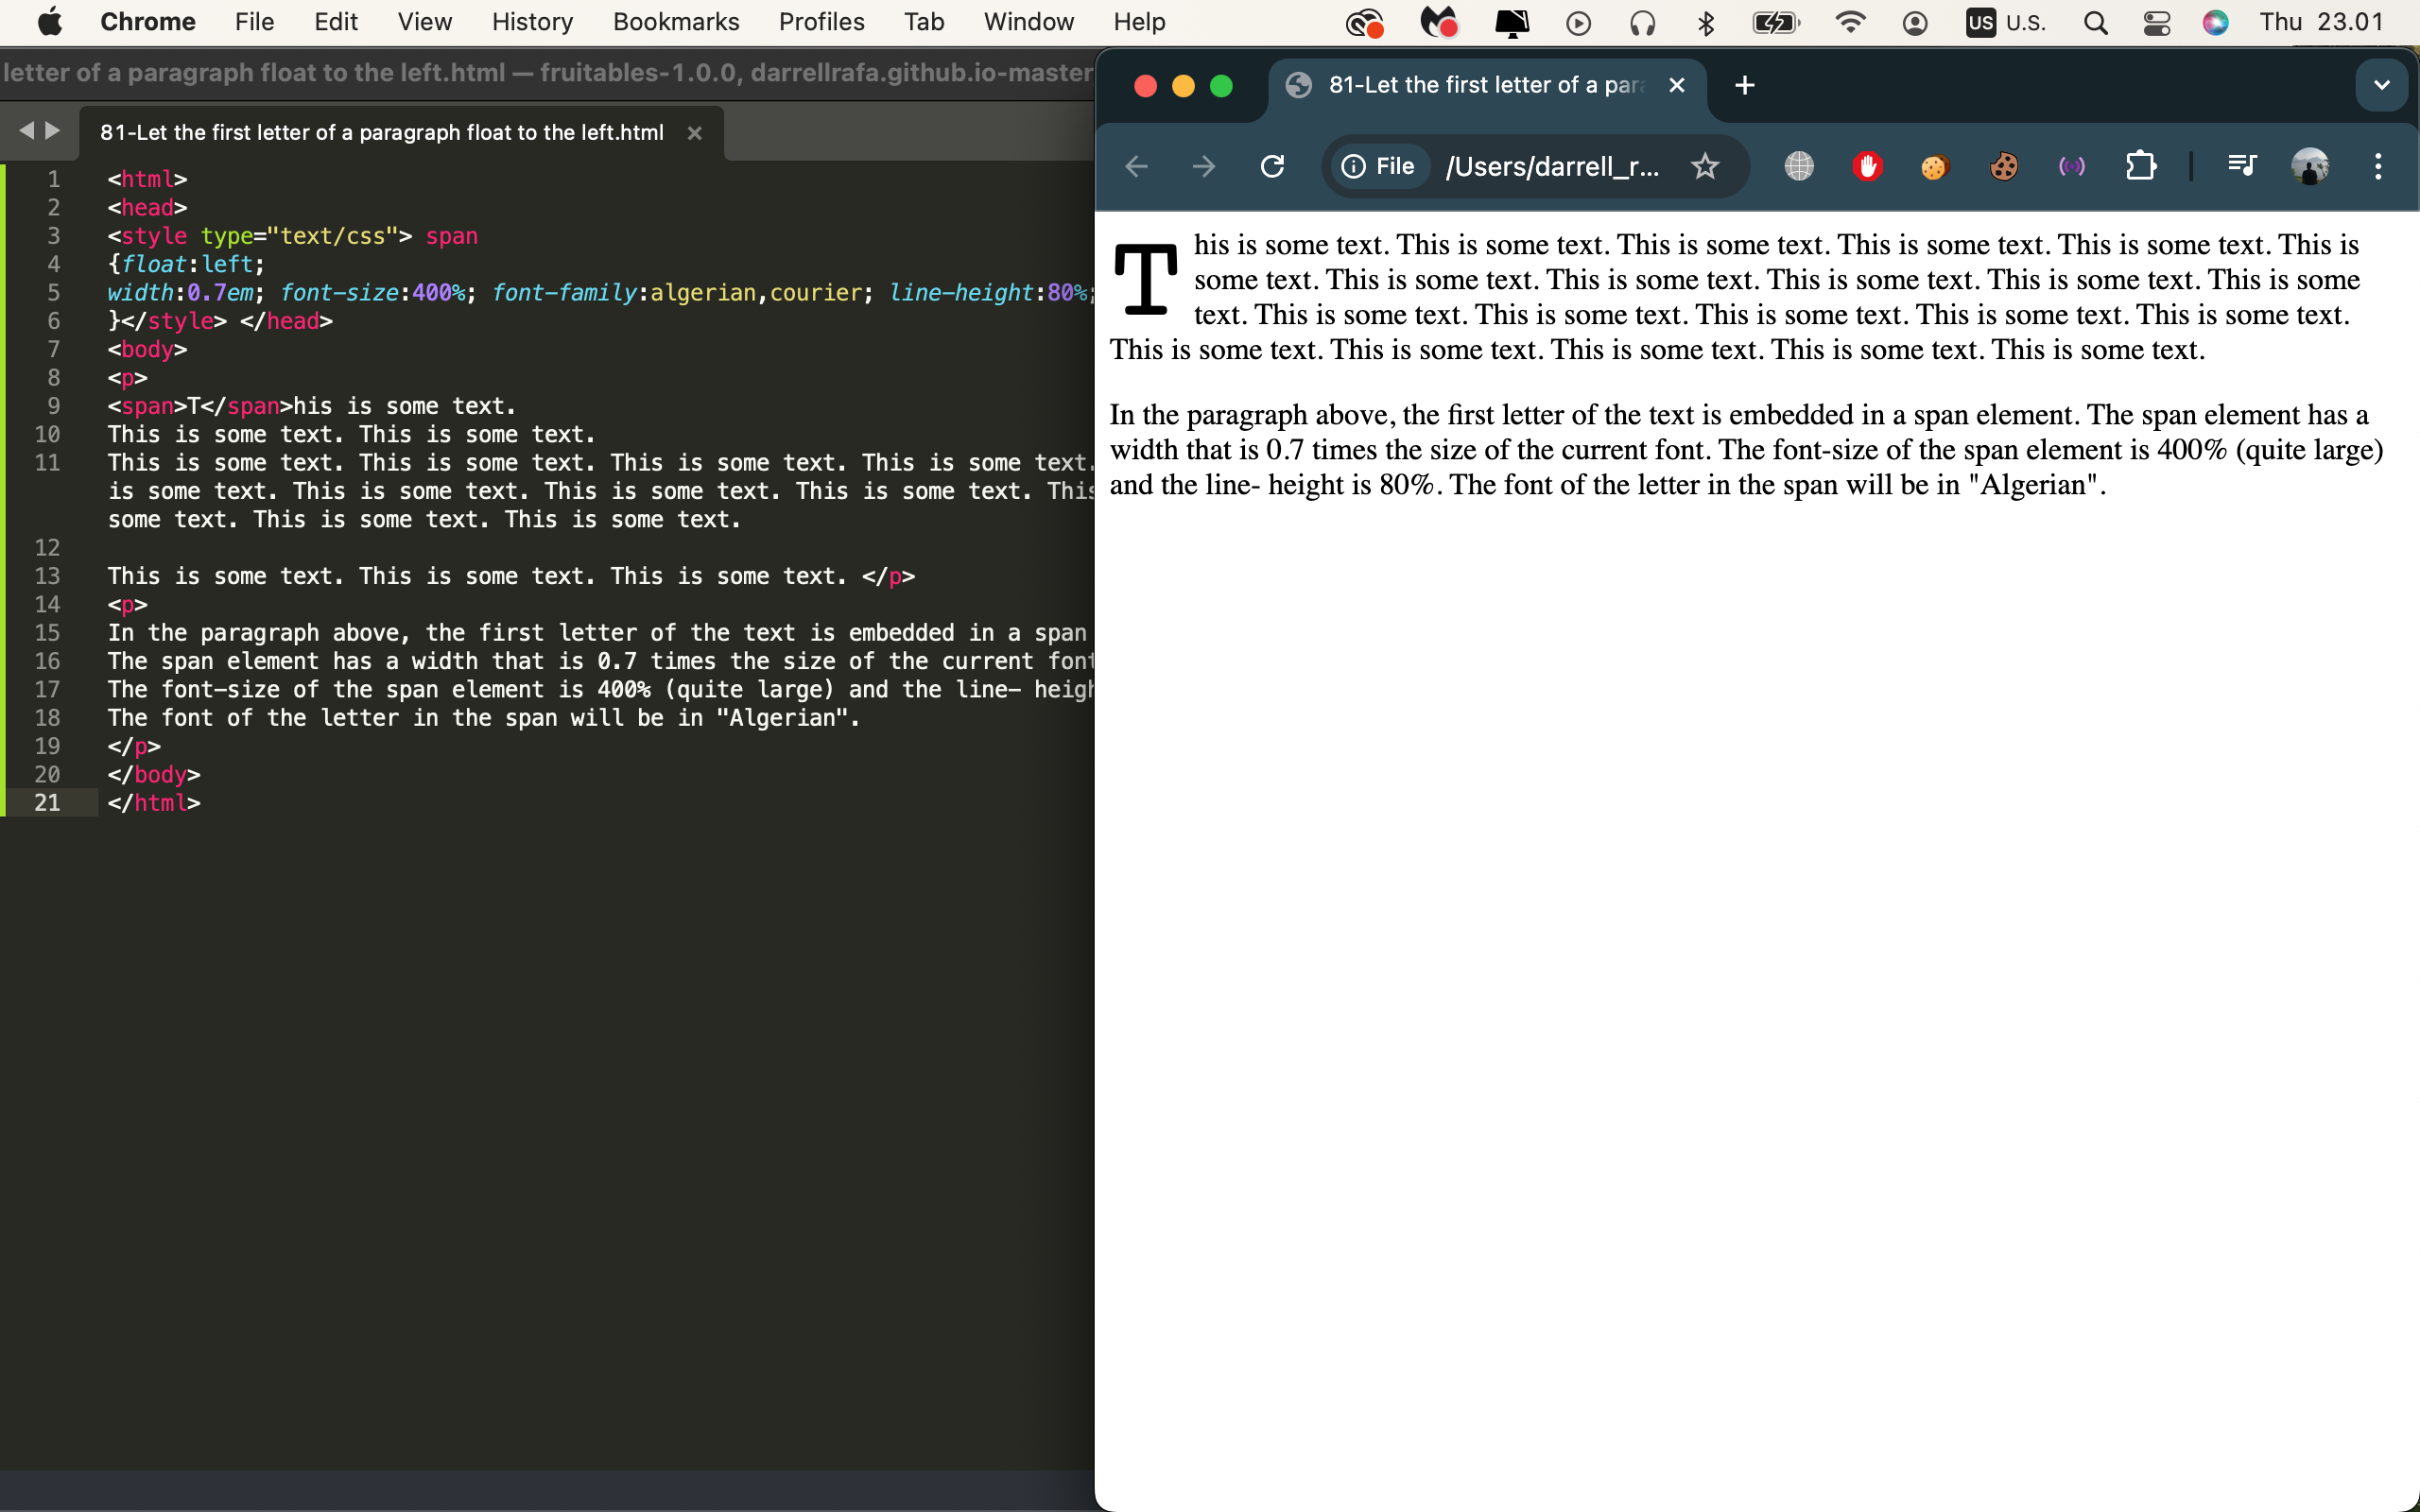 Chrome File Edit View History Bookmarks Profiles Tab Window Help US U.S. Thu 23.01
letter of a paragraph float to the left.html — fruitables-1.0.0, darrellrafa.github.io-master
81-Let the first letter of a paragraph float to the left.html
1 <html>
2 <head>
3 <style type="text/css"> span
4 {float:left;
5 width:0.7em; font-size:400%; font-family:algerian,courier; line-height:80%;
6 }</style> </head>
7 <body>
8 <p>
9 <span>T</span>his is some text.
10 This is some text. This is some text.
11 This is some text. This is some text. This is some text. This is some text.
is some text. This is some text. This is some text. This is some text. This
some text. This is some text. This is some text.
12
13 This is some text. This is some text. This is some text. </p>
14 <p>
15 In the paragraph above, the first letter of the text is embedded in a span
16 The span element has a width that is 0.7 times the size of the current font
17 The font-size of the span element is 400% (quite large) and the line- heigh
18 The font of the letter in the span will be in "Algerian".
19 </p>
20 </body>
21 </html>
81-Let the first letter of a par
File /Users/darrell_r...
This is some text. This is some text. This is some text. This is some text. This is some text. This is
some text. This is some text. This is some text. This is some text. This is some text. This is some
text. This is some text. This is some text. This is some text. This is some text. This is some text.
This is some text. This is some text. This is some text. This is some text. This is some text.
In the paragraph above, the first letter of the text is embedded in a span element. The span element has a
width that is 0.7 times the size of the current font. The font-size of the span element is 400% (quite large)
and the line- height is 80%. The font of the letter in the span will be in "Algerian".